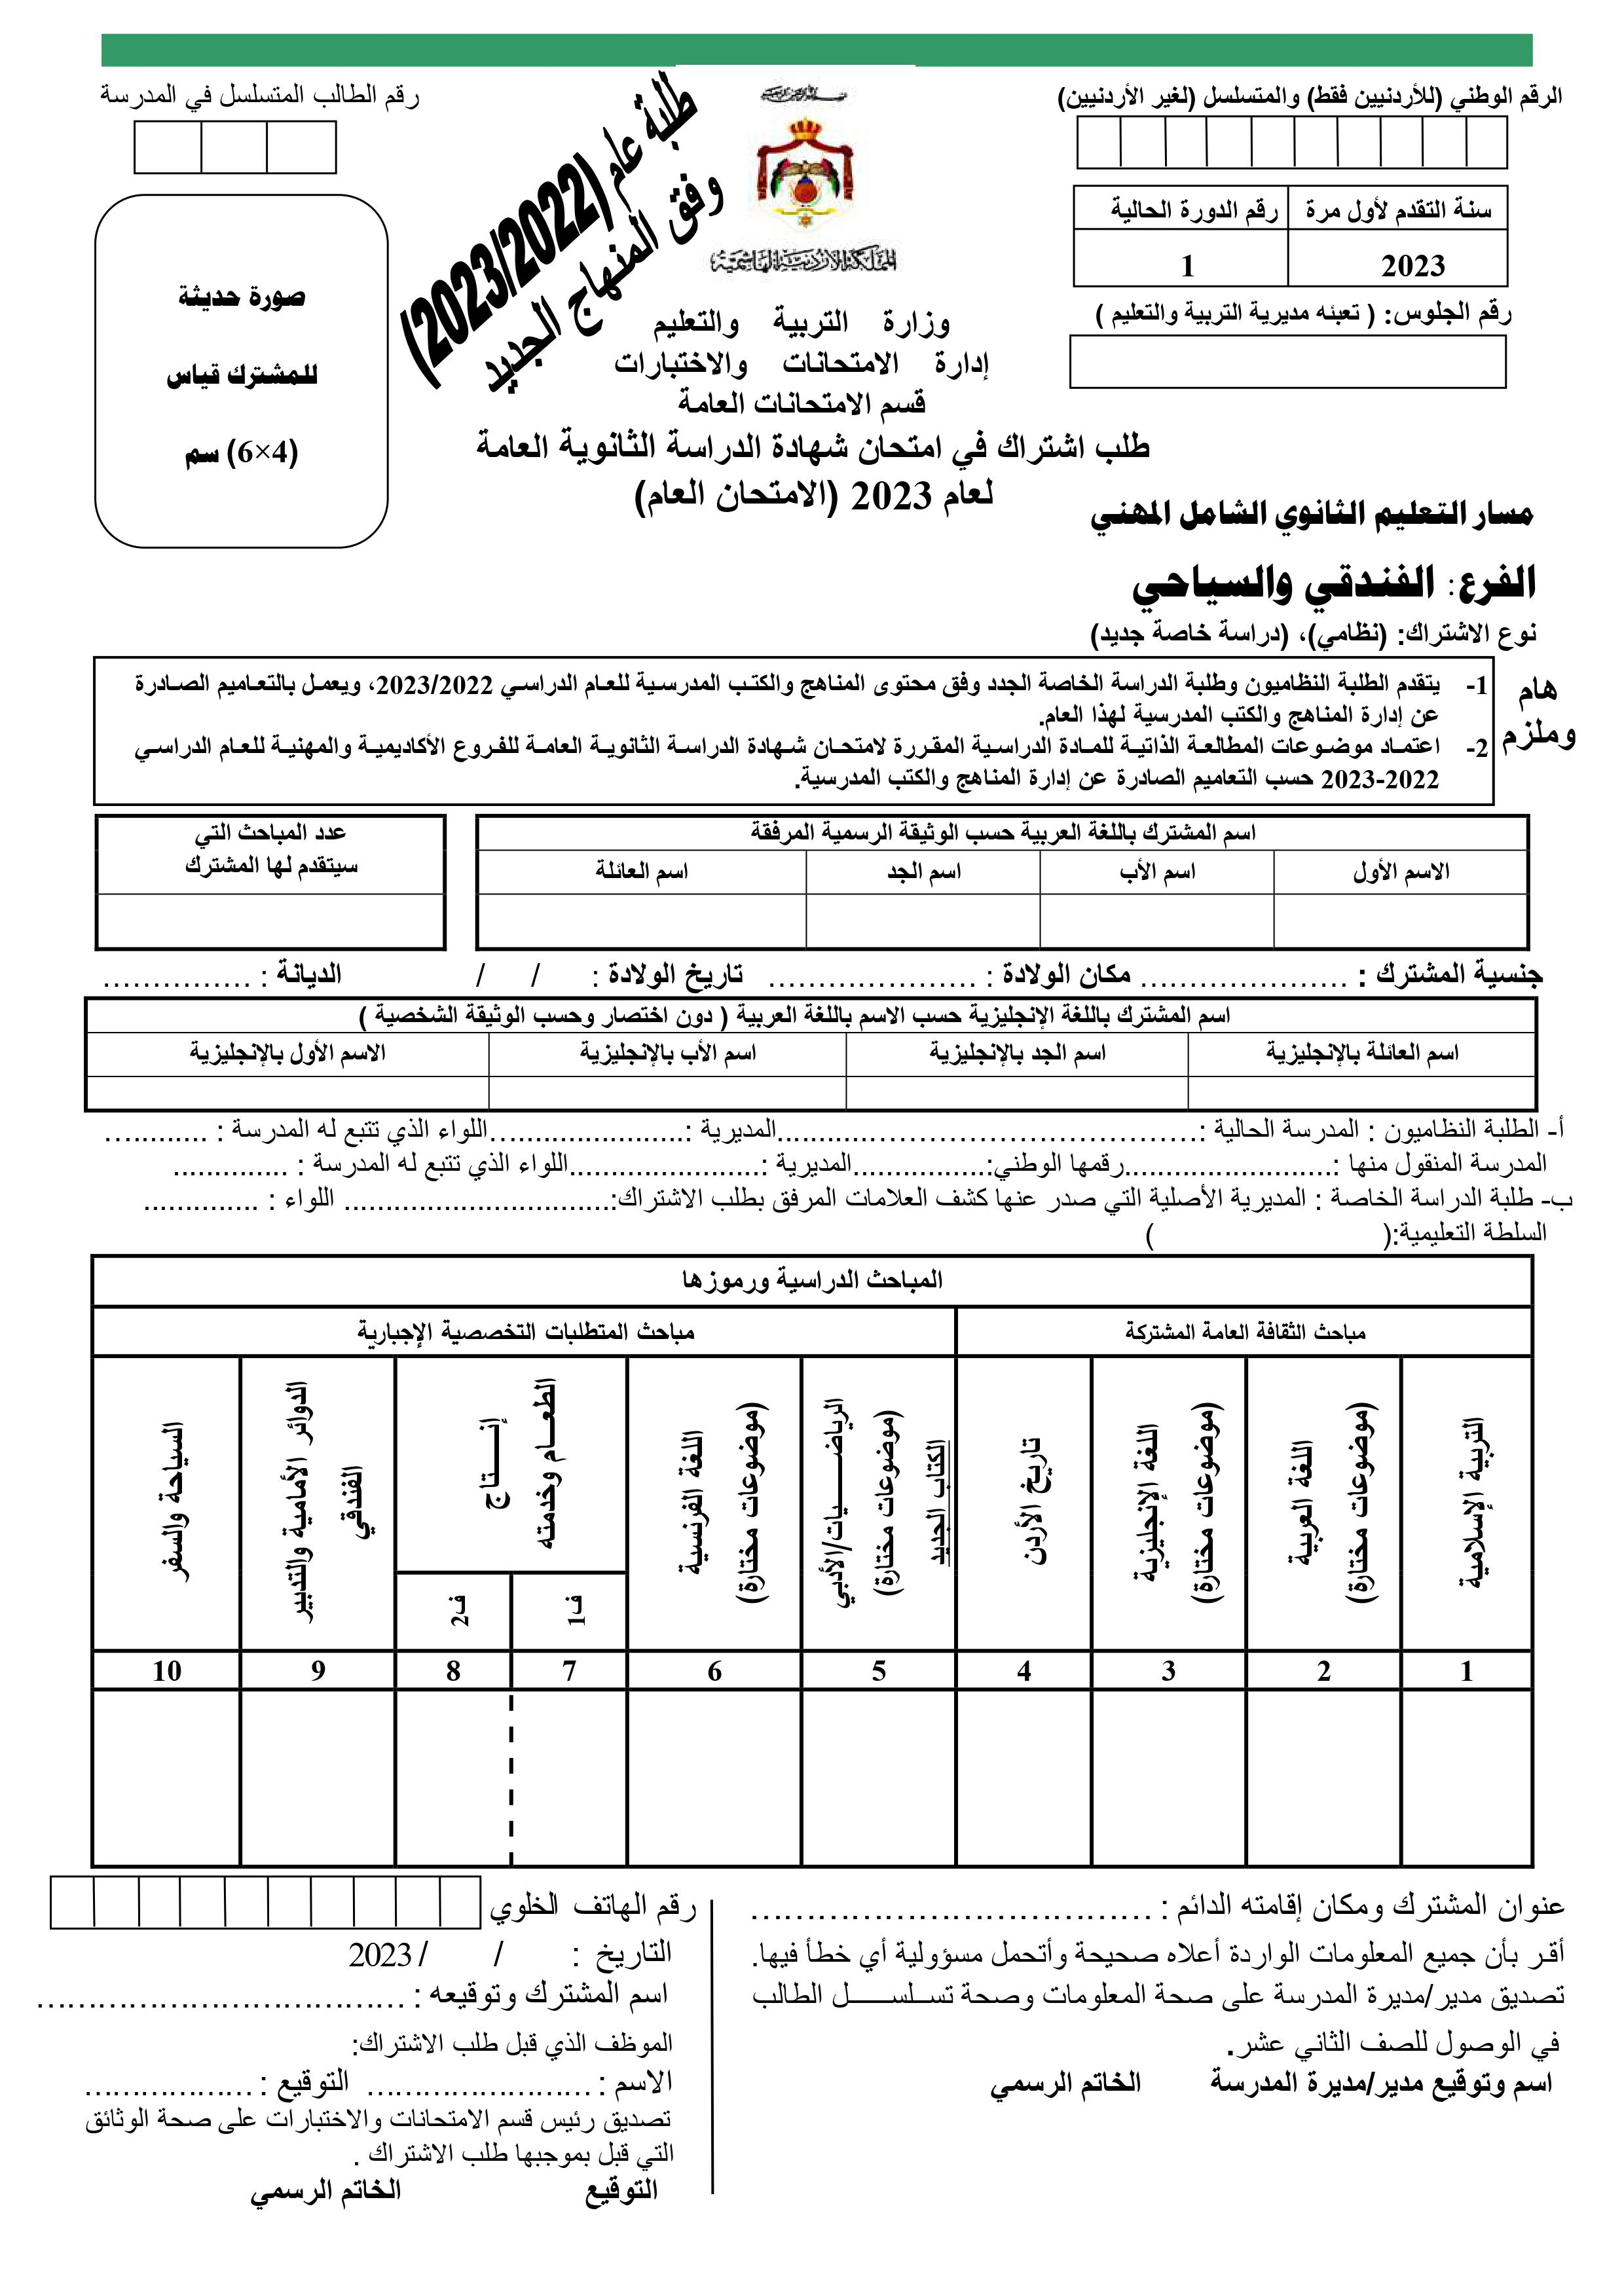 الرقم الوطني (للأردنيين فقط) والمتسلسل (لغير الأردنيين)
رقم الطالب المتسلسل في المدرسة
طلبة عام (2023/2022)
وفق المنهاج الجديد
المملكة الأردنية الهاشمية
سنة التقدم لأول مرة
رقم الدورة الحالية
2023
1
رقم الجلوس: ( تعبئه مديرية التربية والتعليم )
صورة حديثة
للمشترك قياس
(4×6) سم
وزارة التربية والتعليم
إدارة الامتحانات والاختبارات
قسم الامتحانات العامة
طلب اشتراك في امتحان شهادة الدراسة الثانوية العامة
لعام 2023 (الامتحان العام)
مسار التعليم الثانوي الشامل المهني
الفرع: الفندقي والسياحي
نوع الاشتراك: (نظامي)، (دراسة خاصة جديد)
هام
وملزم
1- يتقدم الطلبة النظاميون وطلبة الدراسة الخاصة الجدد وفق محتوى المناهج والكتب المدرسية للعام الدراسي 2023/2022، ويعمل بالتعاميم الصادرة
عن إدارة المناهج والكتب المدرسية لهذا العام.
2- اعتماد موضوعات المطالعة الذاتية للمادة الدراسية المقررة لامتحان شهادة الدراسة الثانوية العامة للفروع الأكاديمية والمهنية للعام الدراسي
2023-2022 حسب التعاميم الصادرة عن إدارة المناهج والكتب المدرسية.
اسم المشترك باللغة العربية حسب الوثيقة الرسمية المرفقة
الاسم الأول
اسم الأب
اسم الجد
اسم العائلة
عدد المباحث التي
سيتقدم لها المشترك
جنسية المشترك : ..................... مكان الولادة : ..................... تاريخ الولادة : / / الديانة : ...............
اسم المشترك باللغة الإنجليزية حسب الاسم باللغة العربية ( دون اختصار وحسب الوثيقة الشخصية )
اسم العائلة بالإنجليزية
اسم الجد بالإنجليزية
اسم الأب بالإنجليزية
الاسم الأول بالإنجليزية
أ- الطلبة النظاميون : المدرسة الحالية :..................................................المديرية :........................اللواء الذي تتبع له المدرسة : ............
المدرسة المنقول منها :.........................رقمها الوطني:................المديرية :.......................اللواء الذي تتبع له المدرسة : ..............
ب- طلبة الدراسة الخاصة : المديرية الأصلية التي صدر عنها كشف العلامات المرفق بطلب الاشتراك:................................ اللواء : ..............
السلطة التعليمية:( )
المباحث الدراسية ورموزها
مباحث الثقافة العامة المشتركة
مباحث المتطلبات التخصصية الإجبارية
التربية الإسلامية
اللغة العربية
(موضوعات مختارة)
اللغة الإنجليزية
(موضوعات مختارة)
تاريخ الأردن
الرياضيات/الأدبي
(موضوعات مختارة)
الكتاب الجديد
اللغة الفرنسية
(موضوعات مختارة)
إنتاج
الطعام وخدمته
ف1
ف2
الدوائر الأمامية والتدبير
الفندقي
السياحة والسفر
1
2
3
4
5
6
7
8
9
10
عنوان المشترك ومكان إقامته الدائم : ...................................
أقر بأن جميع المعلومات الواردة أعلاه صحيحة وأتحمل مسؤولية أي خطأ فيها.
تصديق مدير/مديرة المدرسة على صحة المعلومات وصحة تسلسل الطالب
في الوصول للصف الثاني عشر.
اسم وتوقيع مدير/مديرة المدرسة الخاتم الرسمي
رقم الهاتف الخلوي
التاريخ : / / 2023
اسم المشترك وتوقيعه : ...................................
الموظف الذي قبل طلب الاشتراك:
الاسم : ........................ التوقيع : ..................
تصديق رئيس قسم الامتحانات والاختبارات على صحة الوثائق
التي قبل بموجبها طلب الاشتراك .
التوقيع الخاتم الرسمي